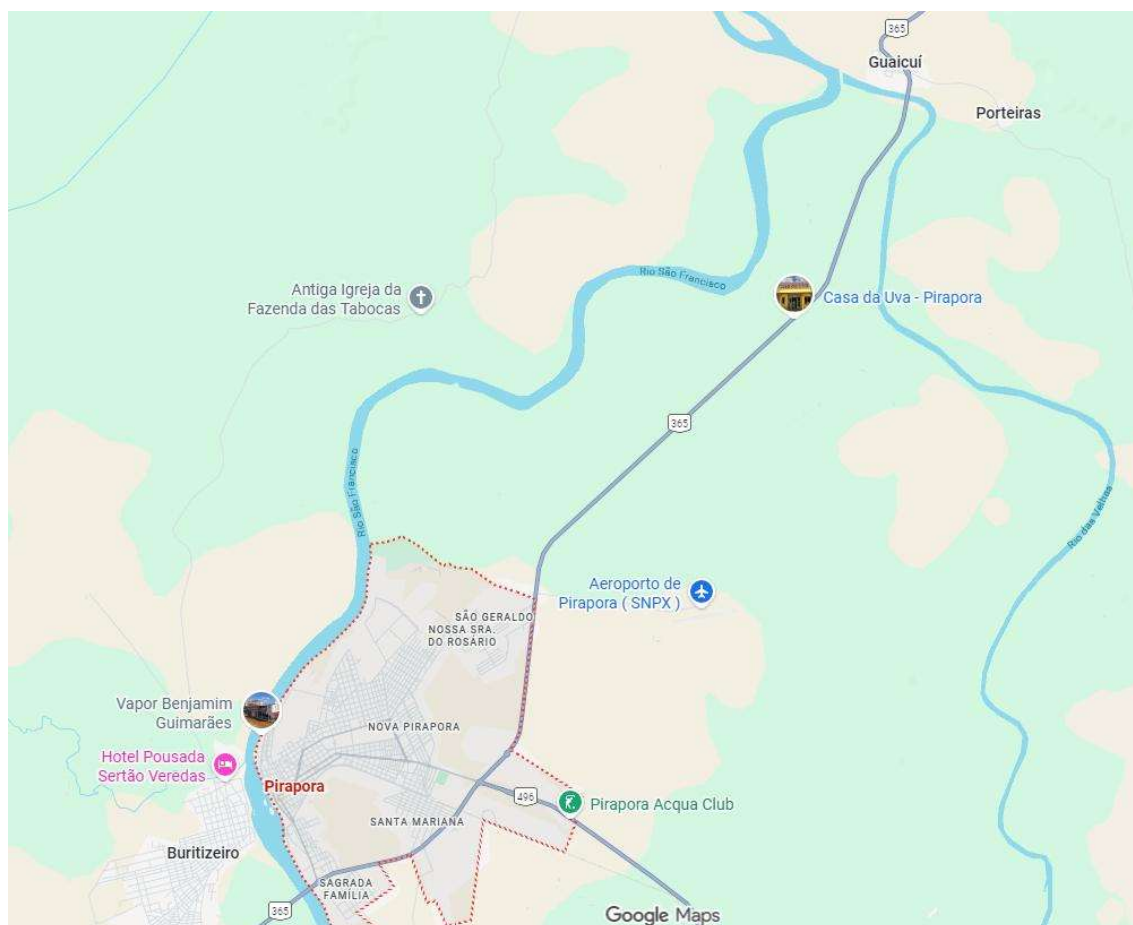 365
Guaicuí
Porteiras
Rio São Francisco
Antiga Igreja da
Fazenda das Tabocas
Casa da Uva - Pirapora
365
Rio São Francisco
Rio das Velhas
Aeroporto de
Pirapora ( SNPX )
SÃO GERALDO
NOSSA SRA.
DO ROSÁRIO
Vapor Benjamim
Guimarães
NOVA PIRAPORA
Hotel Pousada
Sertão Veredas
Pirapora
496
Pirapora Acqua Club
SANTA MARIANA
Buritizeiro
SAGRADA
FAMÍLIA
365
Google Maps